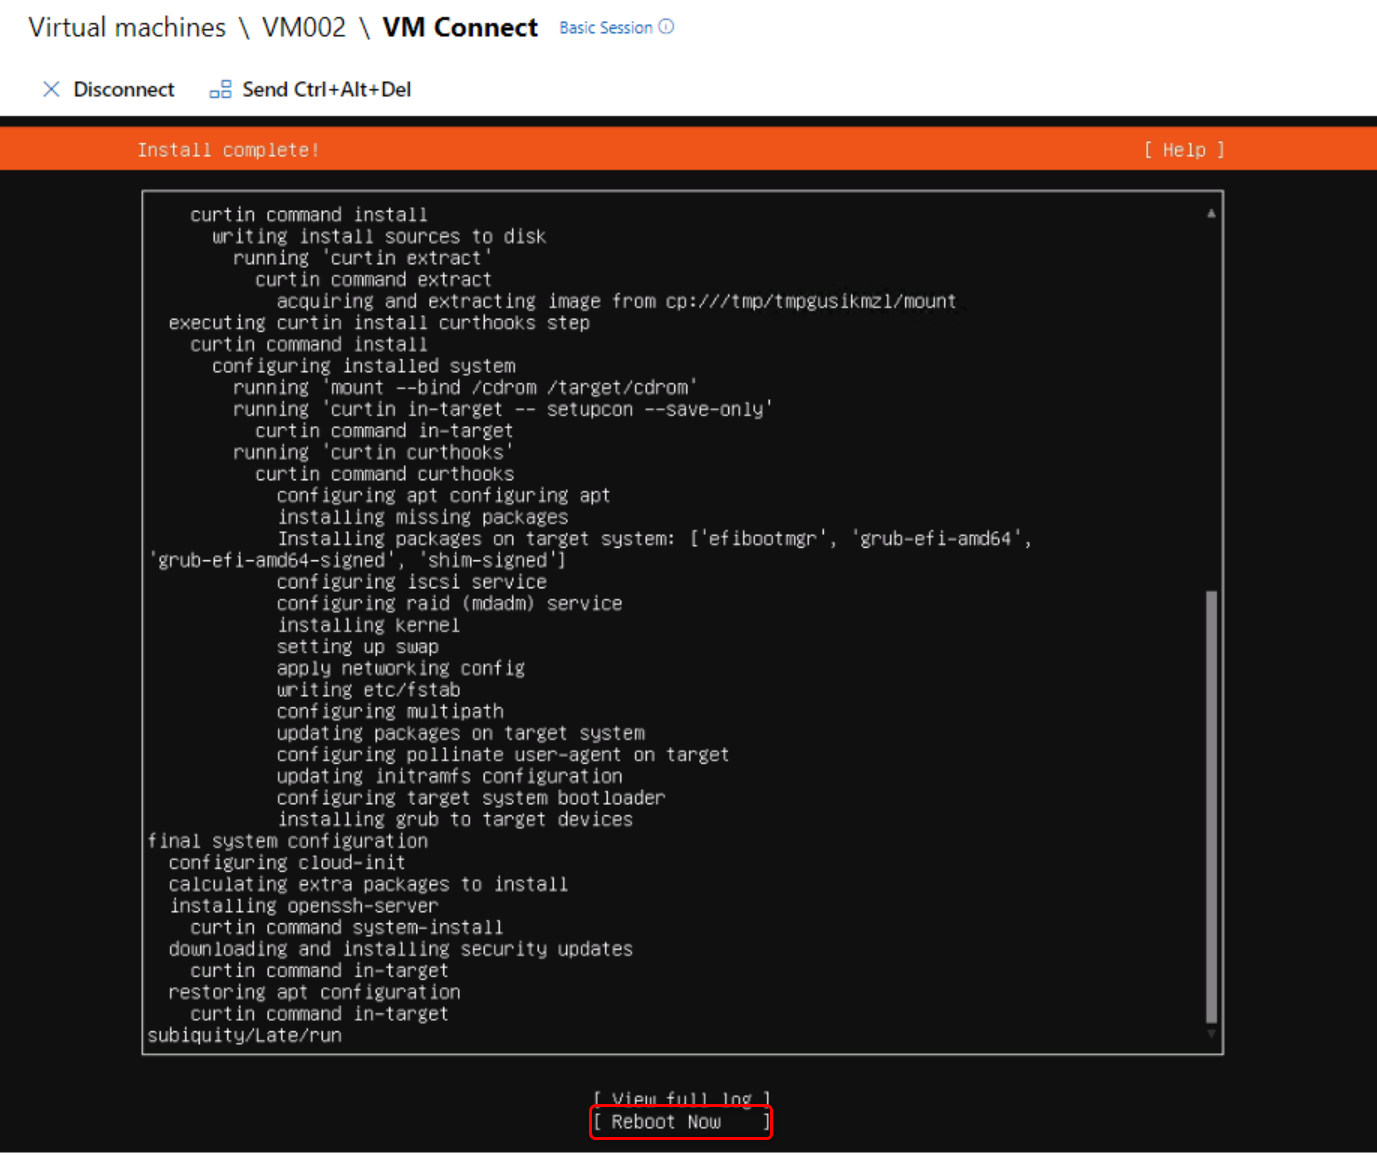 Virtual machines \ VM002 \ VM Connect Basic Session
Disconnect Send Ctrl+Alt+Del
Install complete! [ Help ]
curtin command install
writing install sources to disk
running 'curtin extract'
curtin command extract
acquiring and extracting image from cp:///tmp/tmpgusikmzl/mount
executing curtin install curthooks step
curtin command install
configuring installed system
running 'mount --bind /cdrom /target/cdrom'
running 'curtin in-target -- setupcon --save-only'
curtin command in-target
running 'curtin curthooks'
curtin command curthooks
configuring apt configuring apt
installing missing packages
Installing packages on target system: ['efibootmgr', 'grub-efi-amd64',
'grub-efi-amd64-signed', 'shim-signed']
configuring iscsi service
configuring raid (mdadm) service
installing kernel
setting up swap
apply networking config
writing etc/fstab
configuring multipath
updating packages on target system
configuring pollinate user-agent on target
updating initramfs configuration
configuring target system bootloader
installing grub to target devices
final system configuration
configuring cloud-init
calculating extra packages to install
installing openssh-server
curtin command system-install
downloading and installing security updates
curtin command in-target
restoring apt configuration
curtin command in-target
subiquity/Late/run
[ View full log ]
[ Reboot Now ]